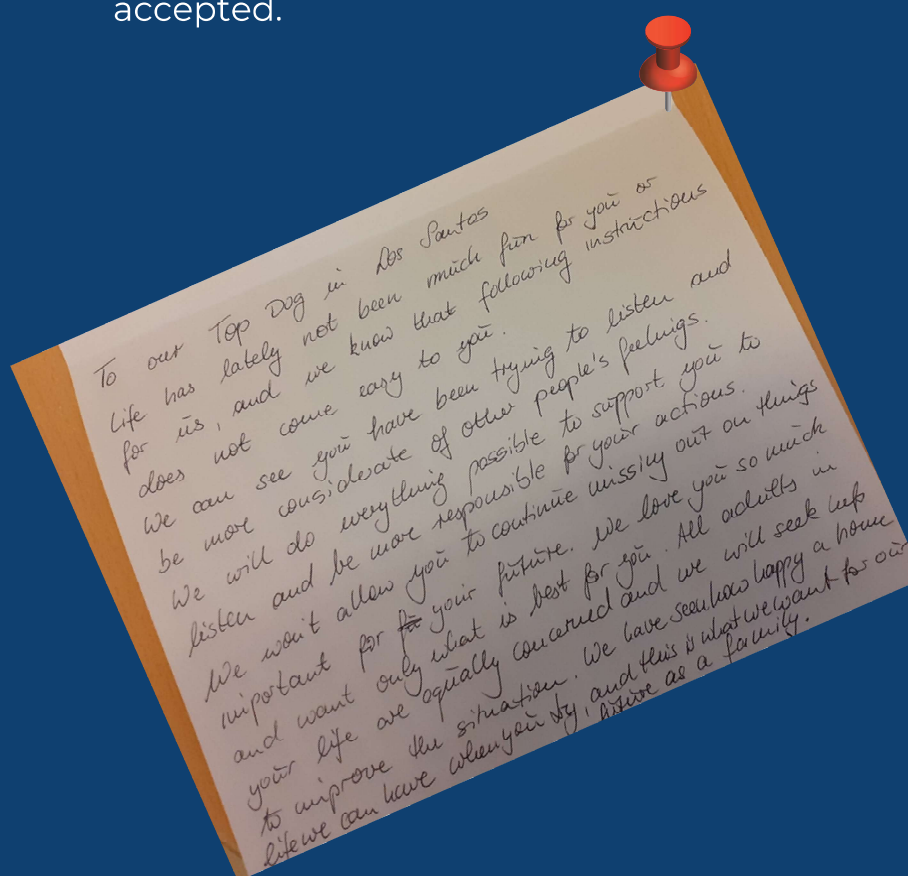 accepted.
To our Top Dog in Los Santos
Life has lately not been much fun for you or
for us, and we know that following instructions
does not come easy to you.
We can see you have been trying to listen and
be more considerate of other people's feelings.
We will do everything possible to support you to
listen and be more responsible for your actions.
We won't allow you to continue missing out on things
important for your future. We love you so much
and want only what is best for you. All adults in
your life are equally concerned and we will seek help
to improve the situation. We have seen how happy a home
life we can have when you try, and this is what we want for our
future as a family.